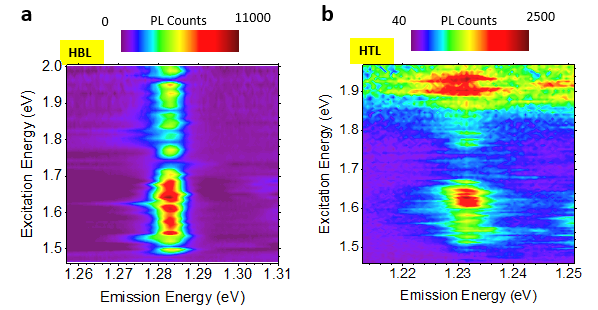 a
0 PL Counts 11000
HBL
2.0
1.9
1.8
1.7
1.6
1.5
Excitation Energy (eV)
1.26 1.27 1.28 1.29 1.30 1.31
Emission Energy (eV)
b
40 PL Counts 2500
HTL
1.9
1.8
1.7
1.6
1.5
Excitation Energy (eV)
1.22 1.23 1.24 1.25
Emission Energy (eV)